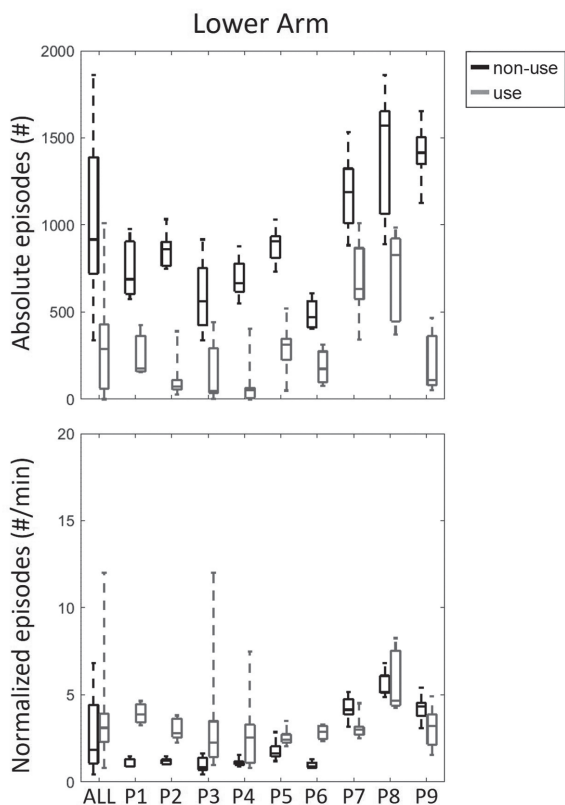 Lower Arm
Absolute episodes (#)
2000
1500
1000
500
0
non-use
use
Normalized episodes (#/min)
20
15
10
5
0
ALL P1 P2 P3 P4 P5 P6 P7 P8 P9